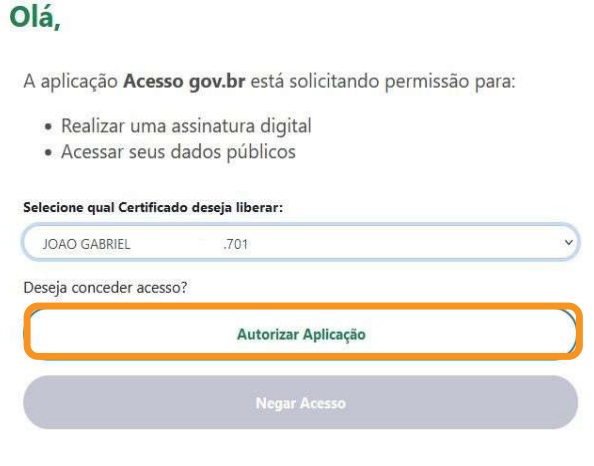 Olá,
A aplicação Acesso gov.br está solicitando permissão para:
• Realizar uma assinatura digital
• Acessar seus dados públicos
Selecione qual Certificado deseja liberar:
JOAO GABRIEL .701
Deseja conceder acesso?
Autorizar Aplicação
Negar Acesso